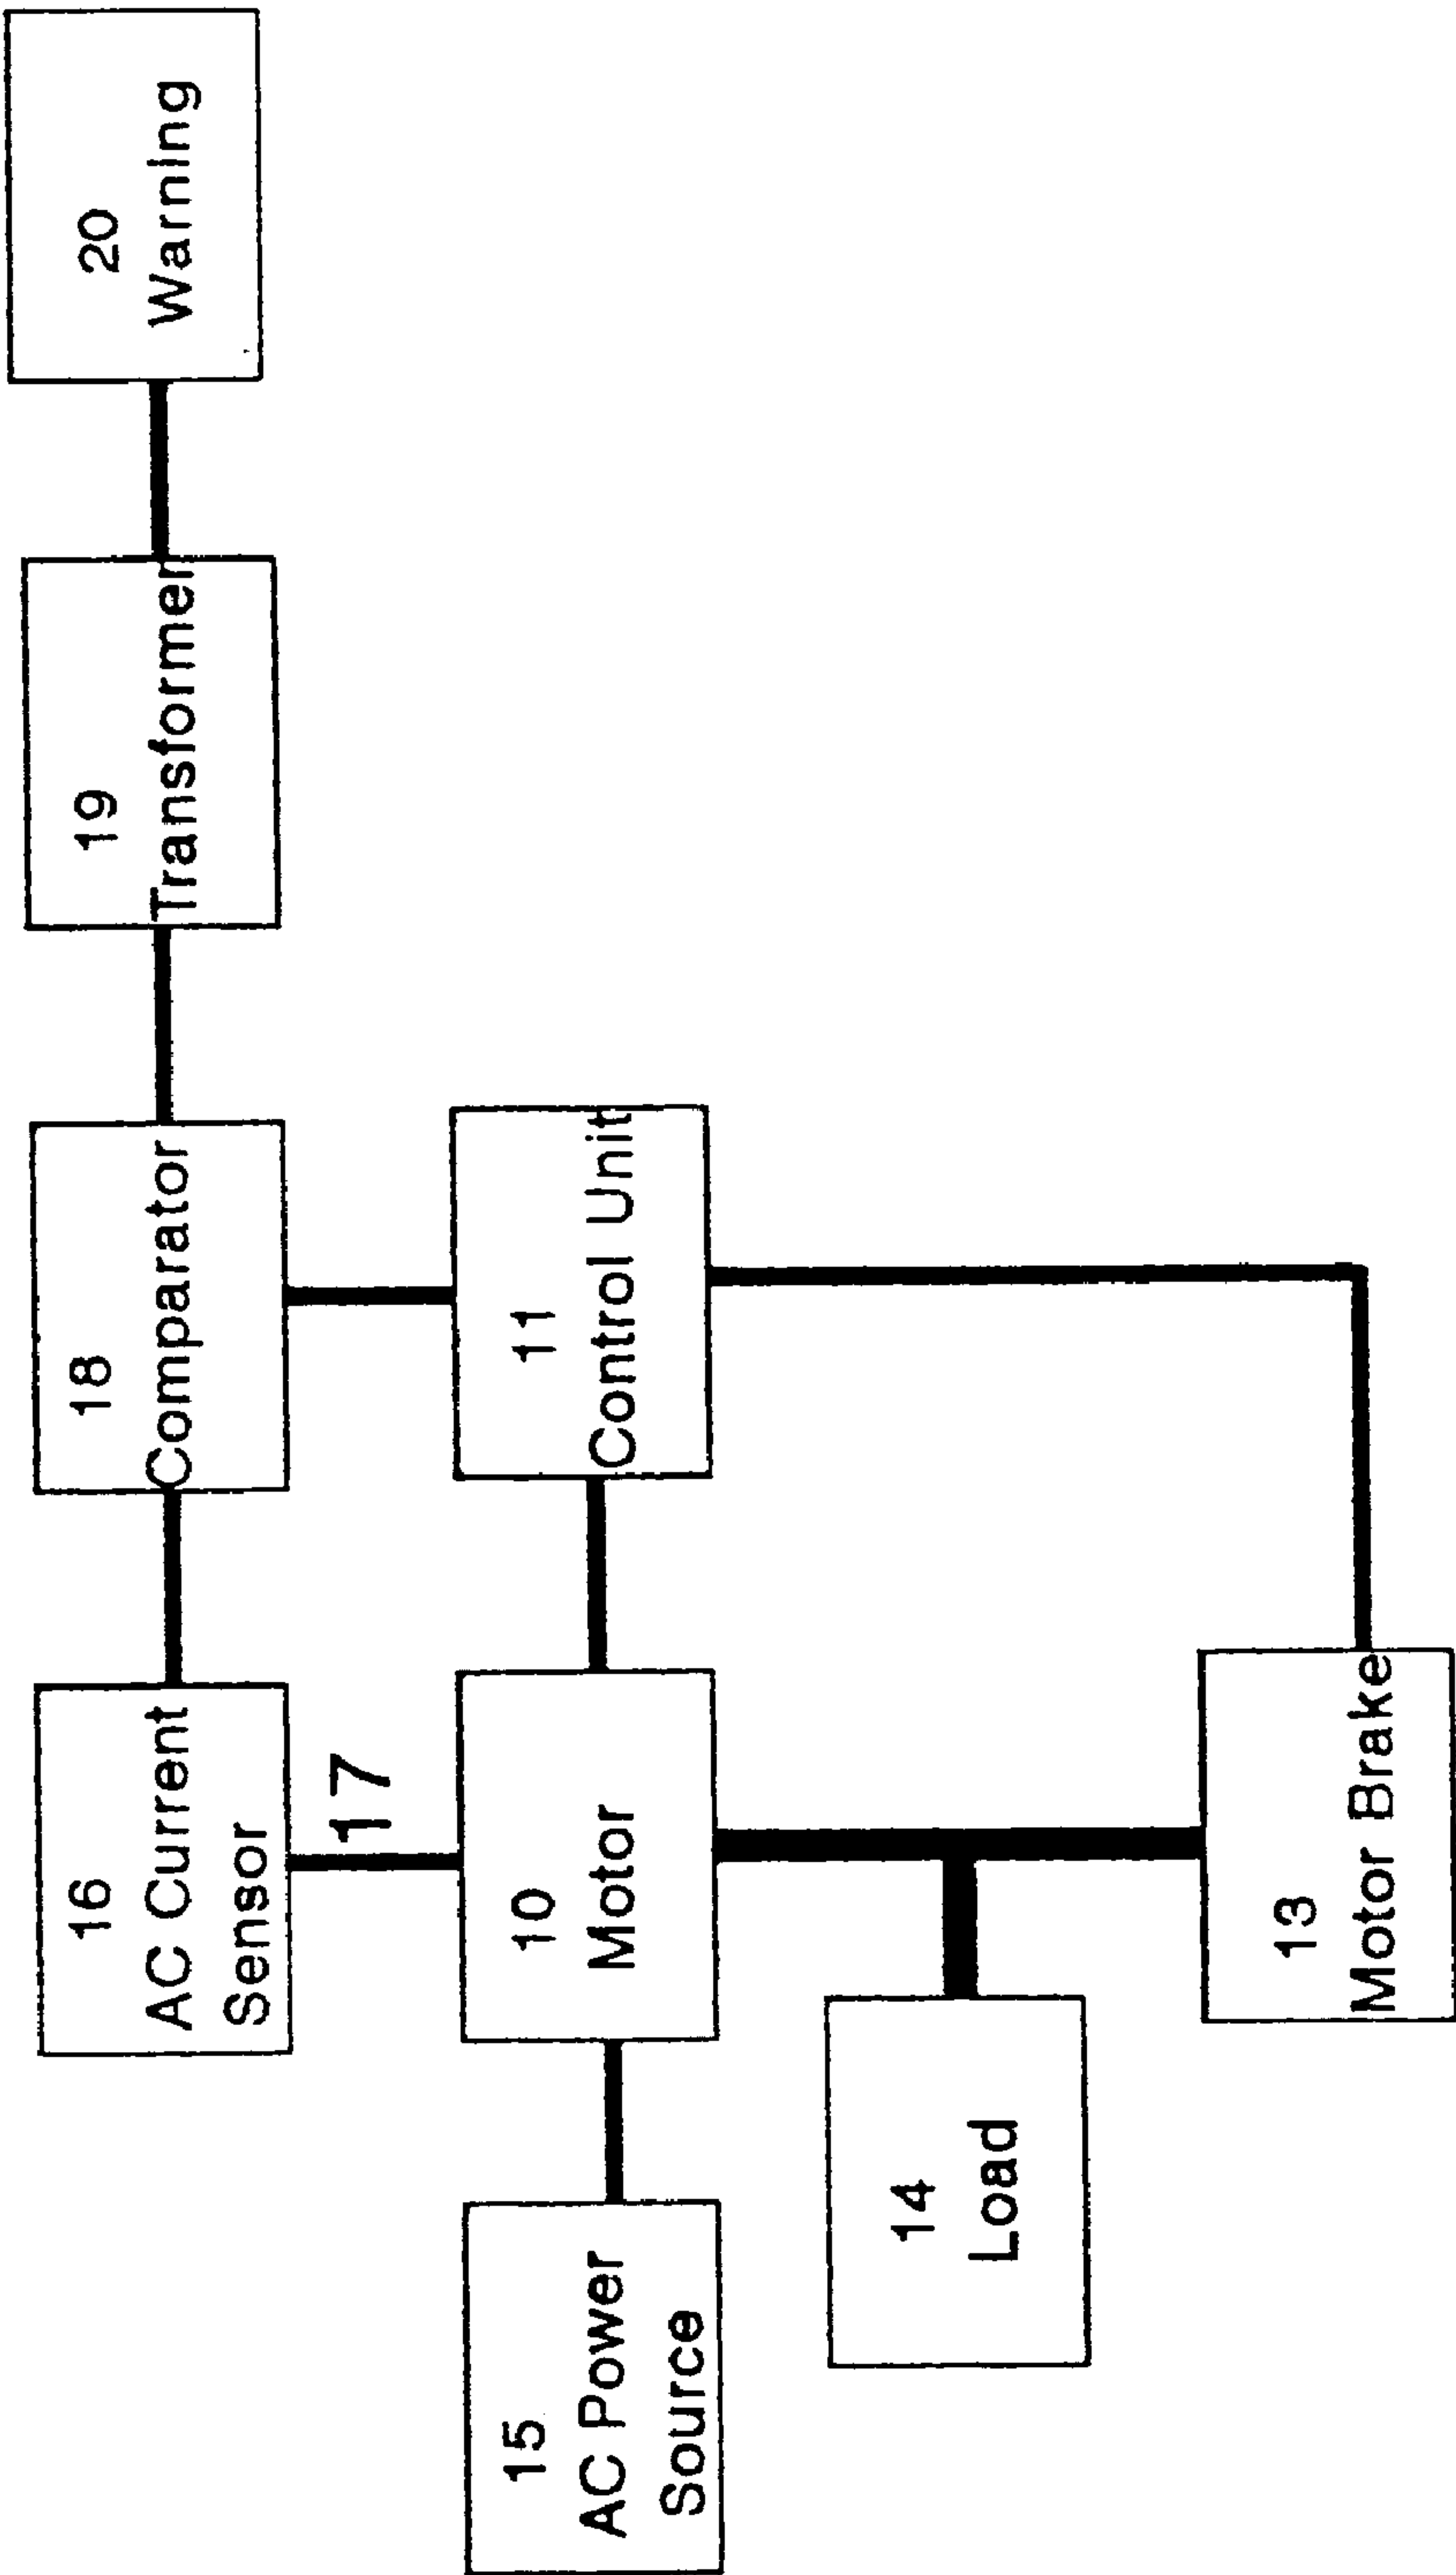 16
AC Current
Sensor
18
Comparator
19
Transformer
20
Warning
17
15
AC Power
Source
10
Motor
11
Control Unit
14
Load
13
Motor Brake